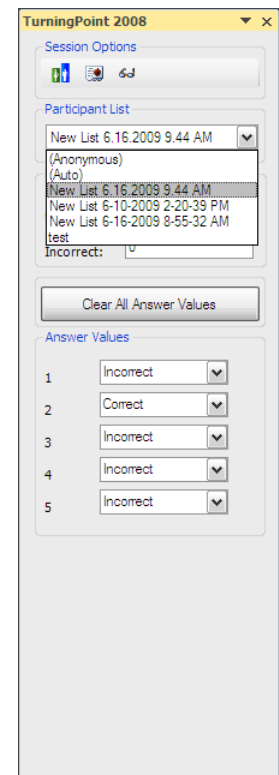 TurningPoint 2008
Session Options
Participant List
New List 6.16.2009 9.44 AM
(Anonymous)
(Auto)
New List 6.16.2009 9.44 AM
New List 6-10-2009 2-20-39 PM
New List 6-16-2009 8-55-32 AM
test
Incorrect:
Clear All Answer Values
Answer Values
1 Incorrect
2 Correct
3 Incorrect
4 Incorrect
5 Incorrect